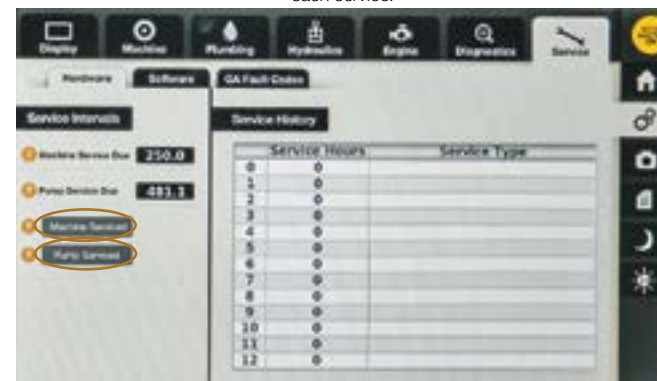 each service.
Display Machine Plumbing Hydraulics Engine Diagnostics Service
Hardware Software QA Fault Codes
Service Intervals Service History
Machine Service Due 250.0
Pump Service Due 481.1
Machine Serviced
Pump Serviced
Service Hours Service Type
0 0
1 0
2 0
3 0
4 0
5 0
6 0
7 0
8 0
9 0
10 0
11 0
12 0